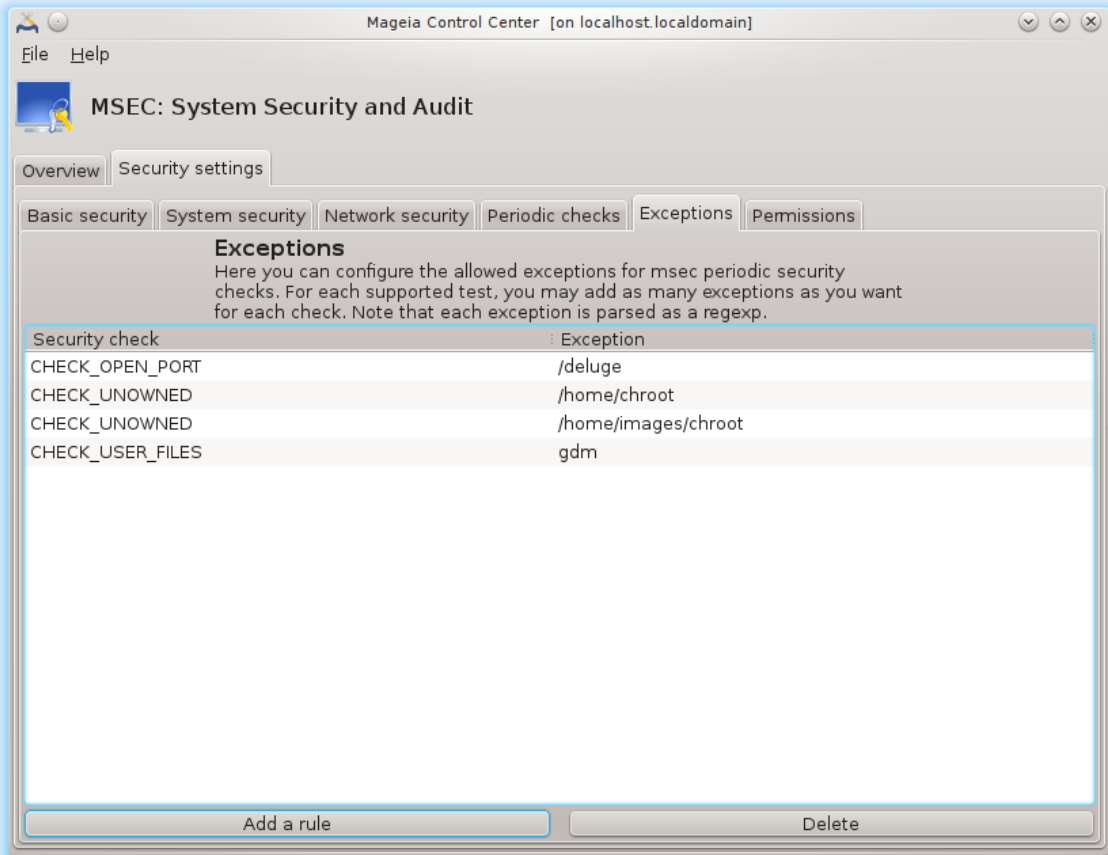 Mageia Control Center [on localhost.localdomain]
File Help
MSEC: System Security and Audit
Overview Security settings
Basic security System security Network security Periodic checks Exceptions Permissions
Exceptions
Here you can configure the allowed exceptions for msec periodic security
checks. For each supported test, you may add as many exceptions as you want
for each check. Note that each exception is parsed as a regexp.
Security check Exception
CHECK_OPEN_PORT /deluge
CHECK_UNOWNED /home/chroot
CHECK_UNOWNED /home/images/chroot
CHECK_USER_FILES gdm
Add a rule Delete